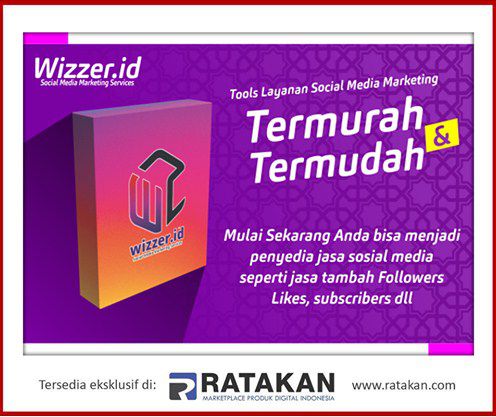 Wizzer.id
Social Media Marketing Services
Tools Layanan Social Media Marketing
Termurah &
Termudah
wizzer.id
Mulai Sekarang Anda bisa menjadi
penyedia jasa sosial media
seperti jasa tambah Followers
Likes, subscribers dll
Tersedia eksklusif di:
RATAKAN
MARKETPLACE PRODUK DIGITAL INDONESIA
www.ratakan.com